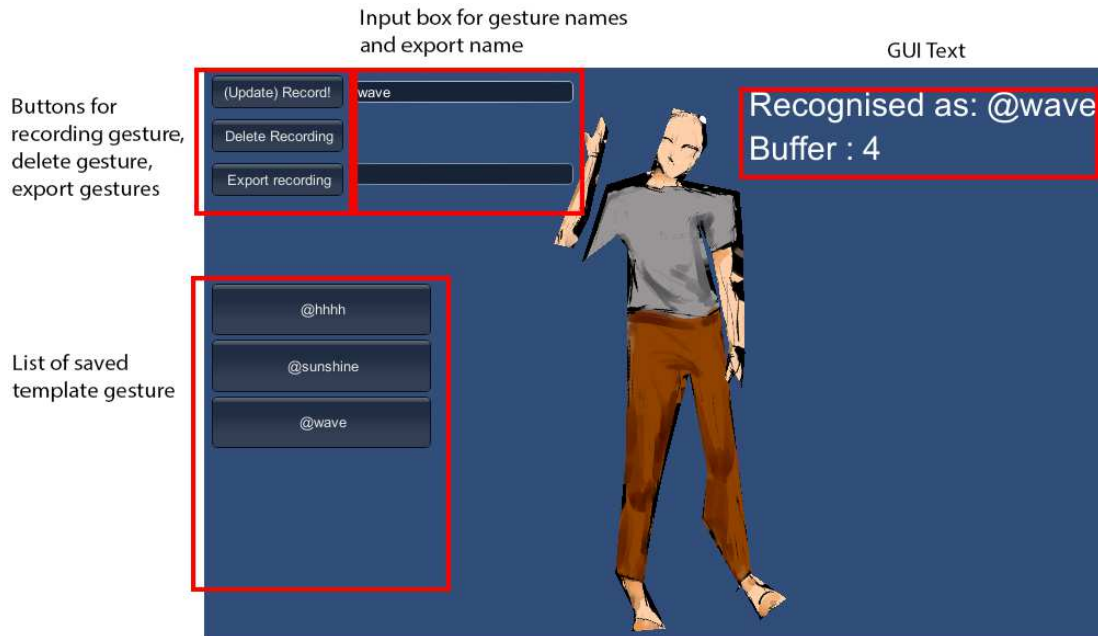 Input box for gesture names
and export name
GUI Text
Buttons for
recording gesture,
delete gesture,
export gestures
(Update) Record!
wave
Delete Recording
Export recording
Recognised as: @wave
Buffer : 4
List of saved
template gesture
@hhhh
@sunshine
@wave